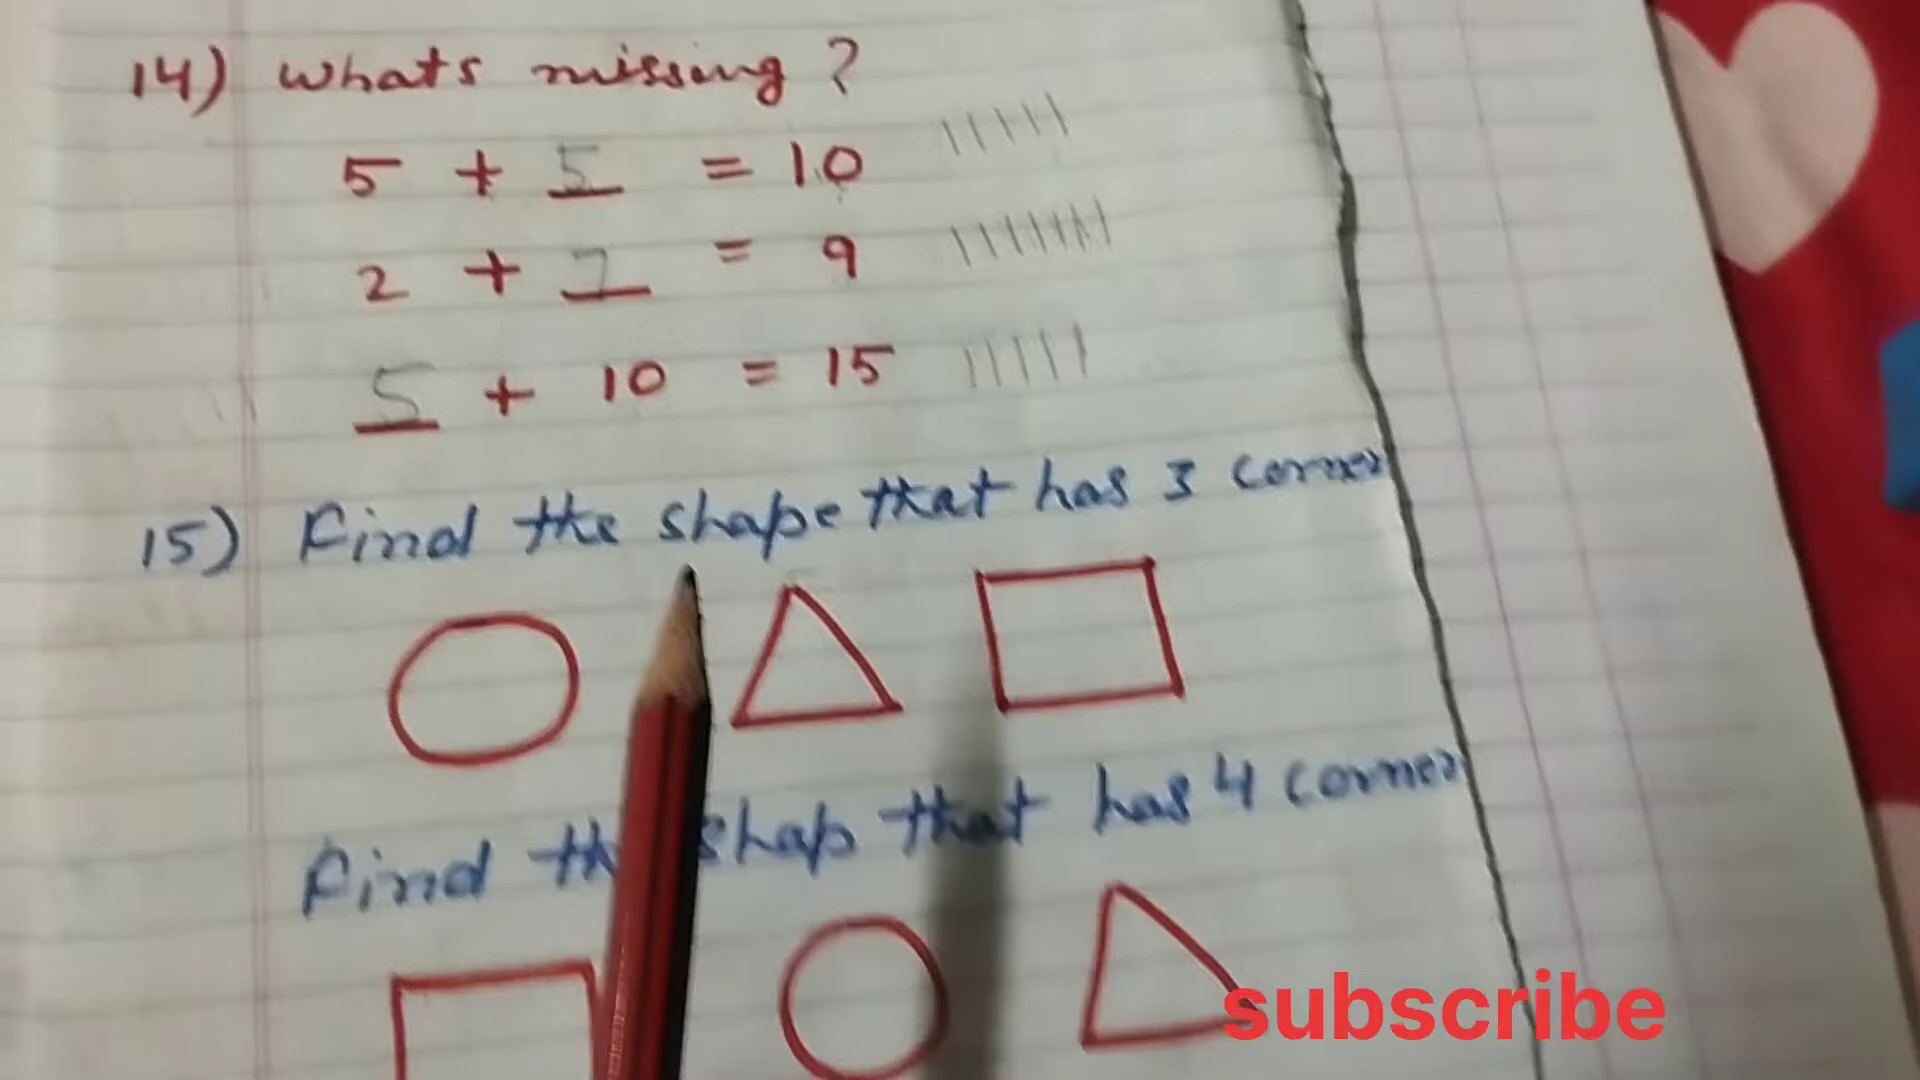 14) whats missing ?
5 + 5 = 10
2 + 7 = 9
5 + 10 = 15
15) Find the shape that has 3 corner
Find the shap that has 4 corner
subscribe